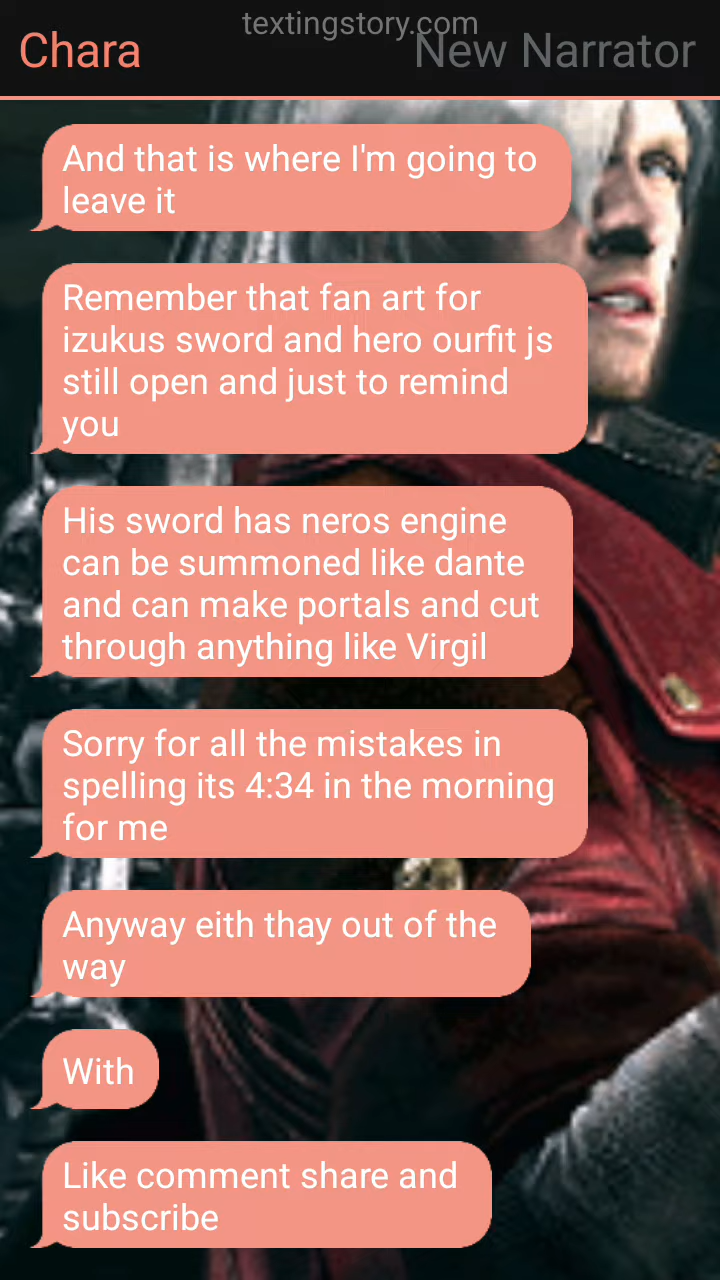 textingstory.com
Chara
New Narrator
And that is where I'm going to
leave it
Remember that fan art for
izukus sword and hero ourfit js
still open and just to remind
you
His sword has neros engine
can be summoned like dante
and can make portals and cut
through anything like Virgil
Sorry for all the mistakes in
spelling its 4:34 in the morning
for me
Anyway eith thay out of the
way
With
Like comment share and
subscribe